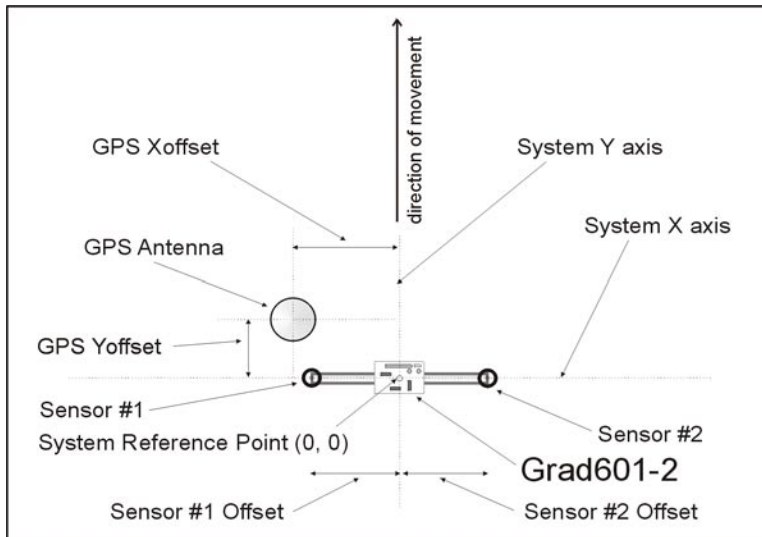 direction of movement
GPS Xoffset
System Y axis
System X axis
GPS Antenna
GPS Yoffset
Sensor #1
System Reference Point (0, 0)
Sensor #2
Grad601-2
Sensor #1 Offset
Sensor #2 Offset